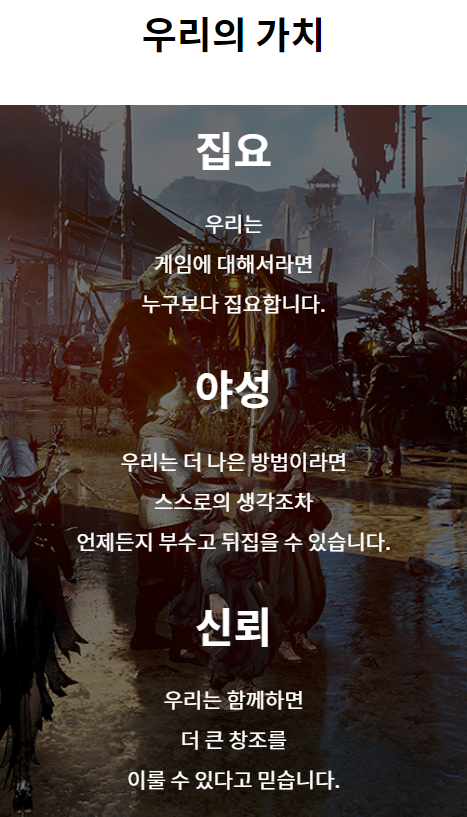 우리의 가치
집요
우리는
게임에 대해서라면
누구보다 집요합니다.
야성
우리는 더 나은 방법이라면
스스로의 생각조차
언제든지 부수고 뒤집을 수 있습니다.
신뢰
우리는 함께하면
더 큰 창조를
이룰 수 있다고 믿습니다.